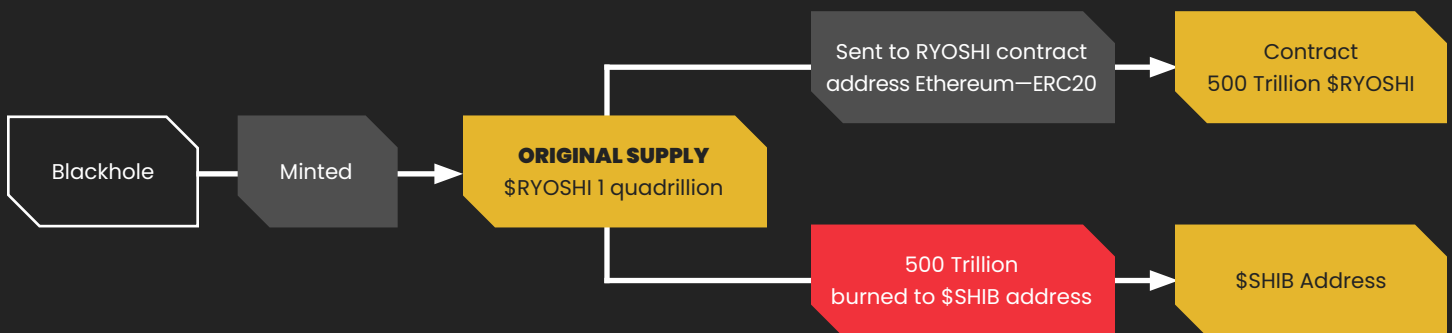 Blackhole
Minted
ORIGINAL SUPPLY
$RYOSHI 1 quadrillion
Sent to RYOSHI contract
address Ethereum—ERC20
Contract
500 Trillion $RYOSHI
500 Trillion
burned to $SHIB address
$SHIB Address